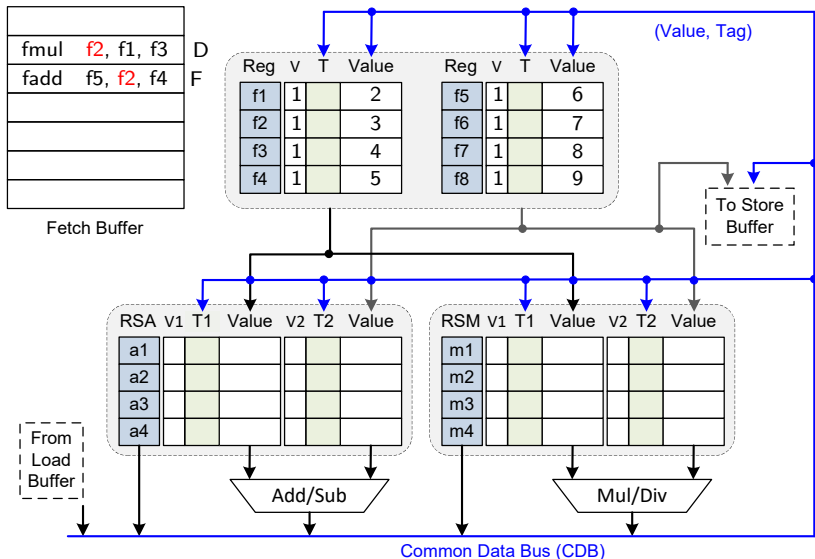 fmul f2, f1, f3 D
fadd f5, f2, f4 F
Fetch Buffer
(Value, Tag)
Reg V T Value Reg V T Value
f1 1 2 f5 1 6
f2 1 3 f6 1 7
f3 1 4 f7 1 8
f4 1 5 f8 1 9
To Store
Buffer
RSA V1 T1 Value V2 T2 Value RSM V1 T1 Value V2 T2 Value
a1 m1
a2 m2
a3 m3
a4 m4
From
Load
Buffer
Add/Sub Mul/Div
Common Data Bus (CDB)